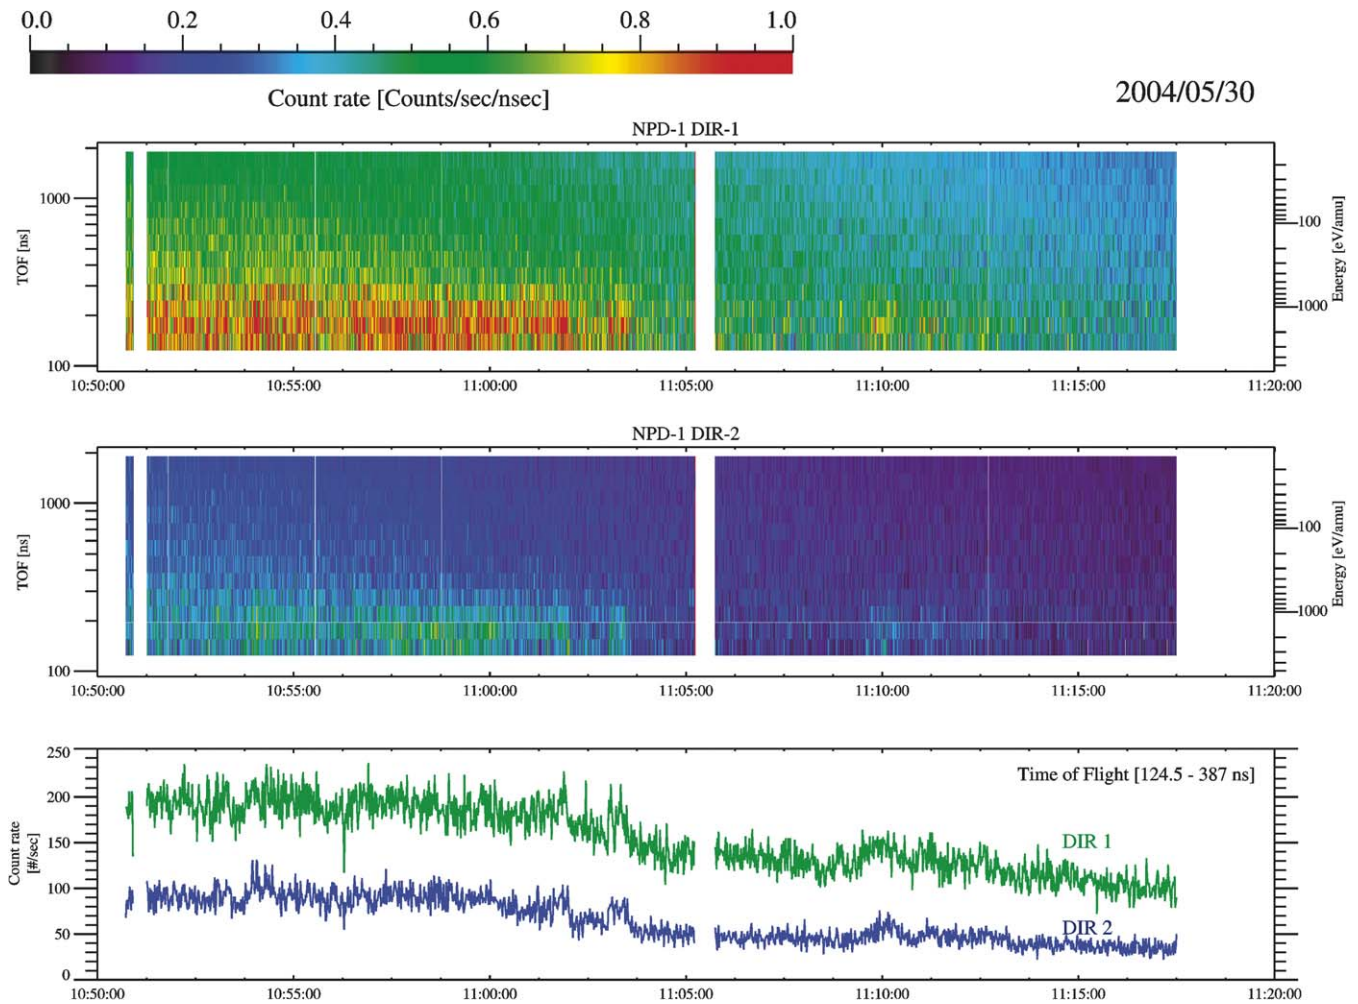 0.0 0.2 0.4 0.6 0.8 1.0
Count rate [Counts/sec/nsec]
2004/05/30
NPD-1 DIR-1
TOF [ns]
1000
100
100
1000
Energy [eV/amu]
10:50:00 10:55:00 11:00:00 11:05:00 11:10:00 11:15:00 11:20:00
NPD-1 DIR-2
TOF [ns]
1000
100
100
1000
Energy [eV/amu]
10:50:00 10:55:00 11:00:00 11:05:00 11:10:00 11:15:00 11:20:00
Count rate
[#/sec]
250
200
150
100
50
0
Time of Flight [124.5 - 387 ns]
DIR 1
DIR 2
10:50:00 10:55:00 11:00:00 11:05:00 11:10:00 11:15:00 11:20:00